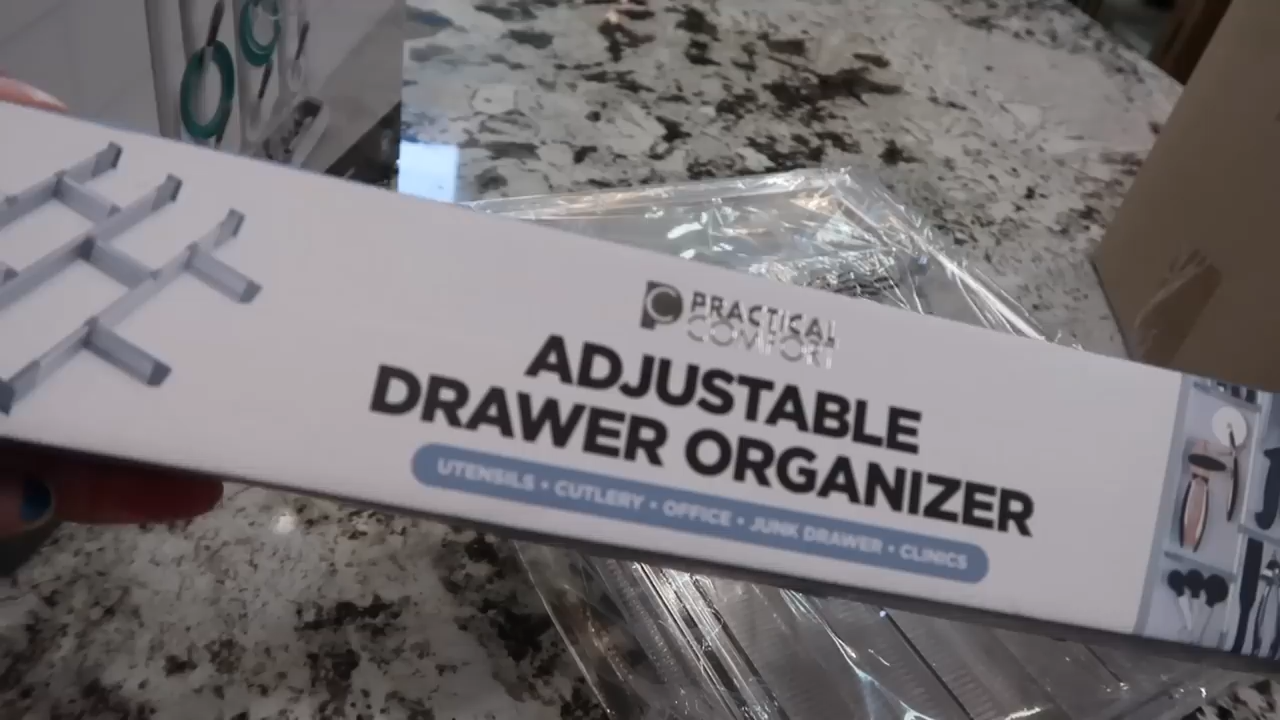 PRACTICAL
COMFORT
ADJUSTABLE
DRAWER ORGANIZER
UTENSILS • CUTLERY • OFFICE • JUNK DRAWER • CLINICS